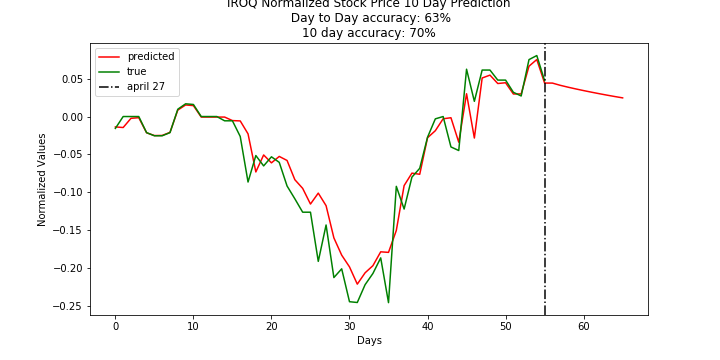 IROQ Normalized Stock Price 10 Day Prediction
Day to Day accuracy: 63%
10 day accuracy: 70%
predicted
true
april 27
0.05
0.00
−0.05
−0.10
−0.15
−0.20
−0.25
Normalized Values
0
10
20
30
40
50
60
Days